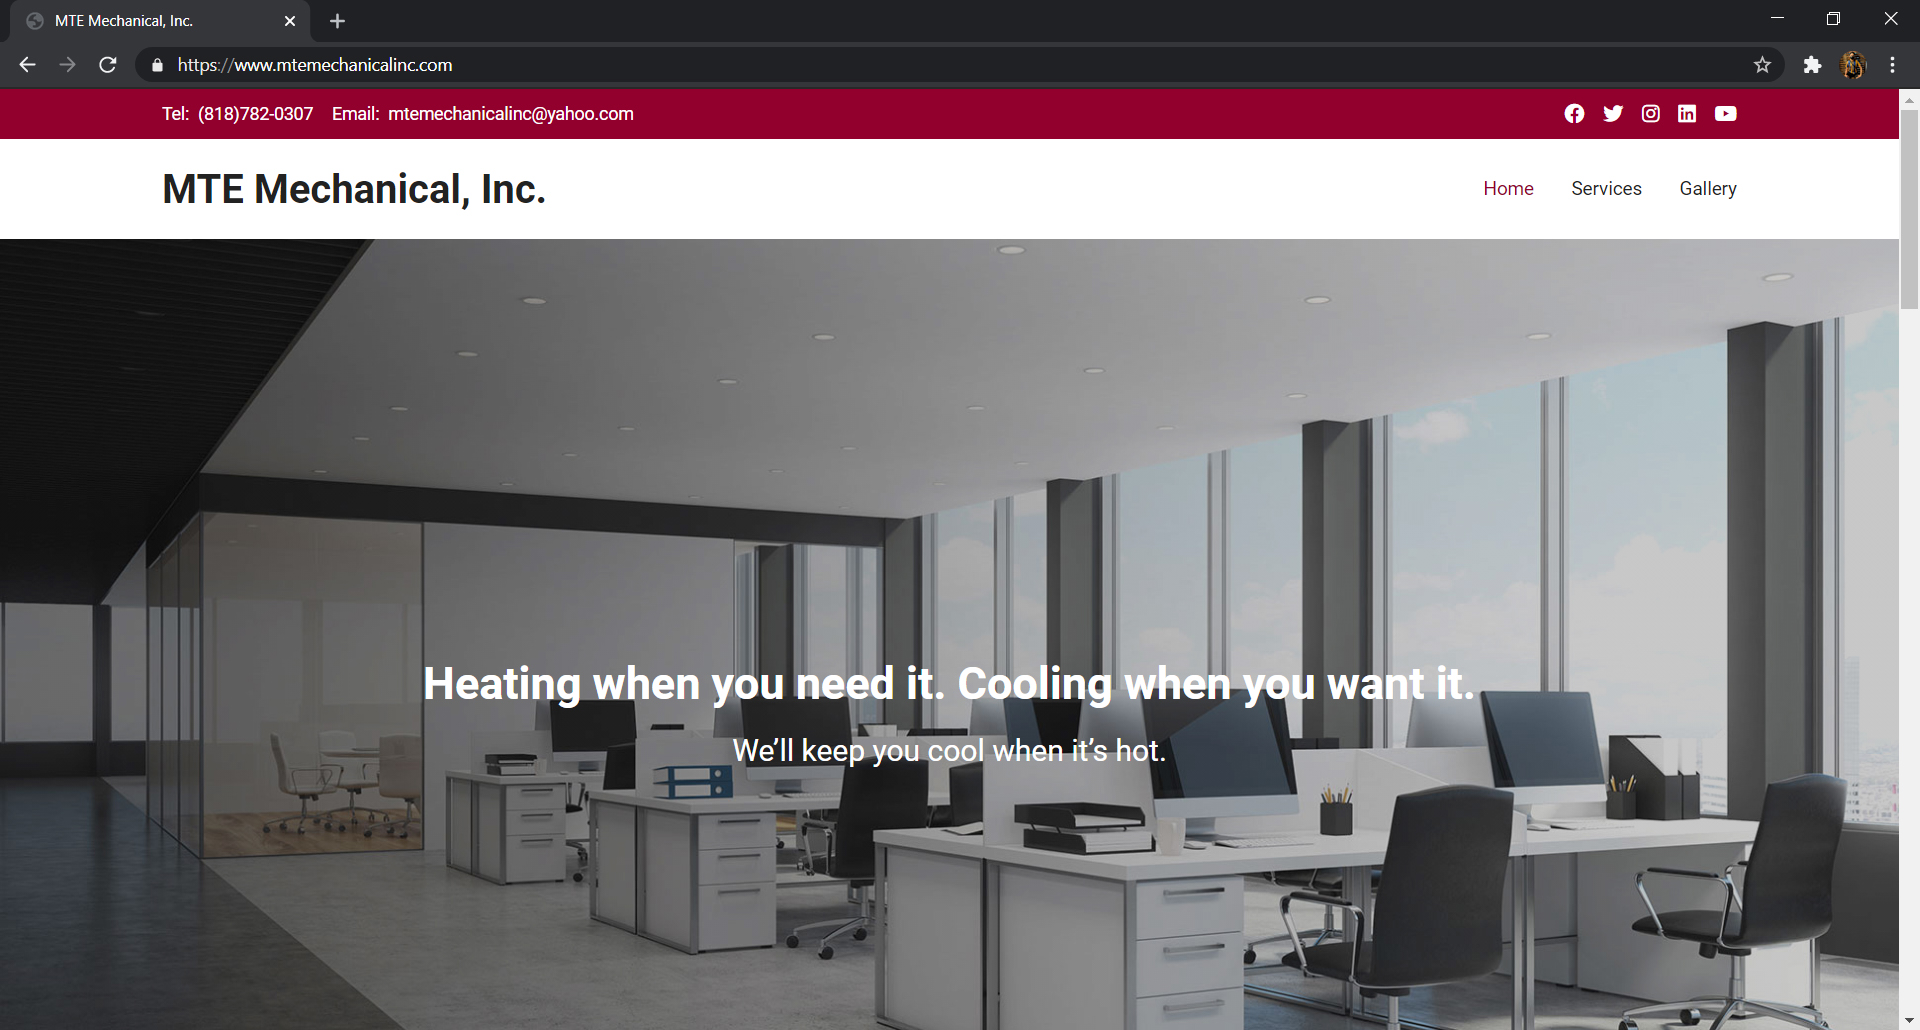 MTE Mechanical, Inc.
https://www.mtemechanicalinc.com
Tel: (818)782-0307 Email: mtemechanicalinc@yahoo.com
MTE Mechanical, Inc.
Home Services Gallery
Heating when you need it. Cooling when you want it.
We’ll keep you cool when it’s hot.